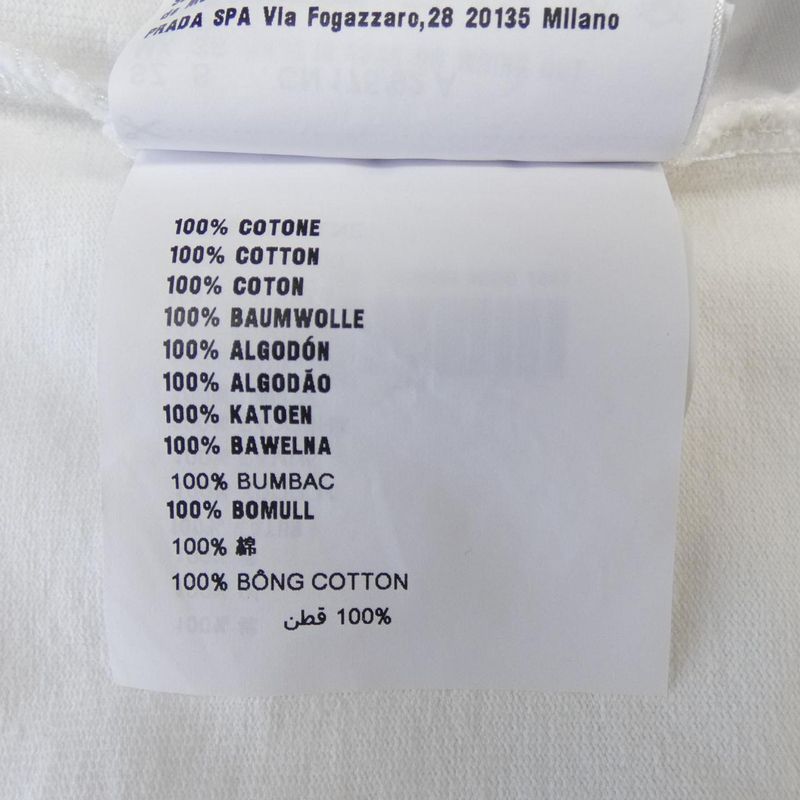 PRADA SPA Via Fogazzaro,28 20135 Milano
100% COTONE
100% COTTON
100% COTON
100% BAUMWOLLE
100% ALGODÓN
100% ALGODÃO
100% KATOEN
100% BAWELNA
100% BUMBAC
100% BOMULL
100% 綿
100% BÔNG COTTON
100% قطن